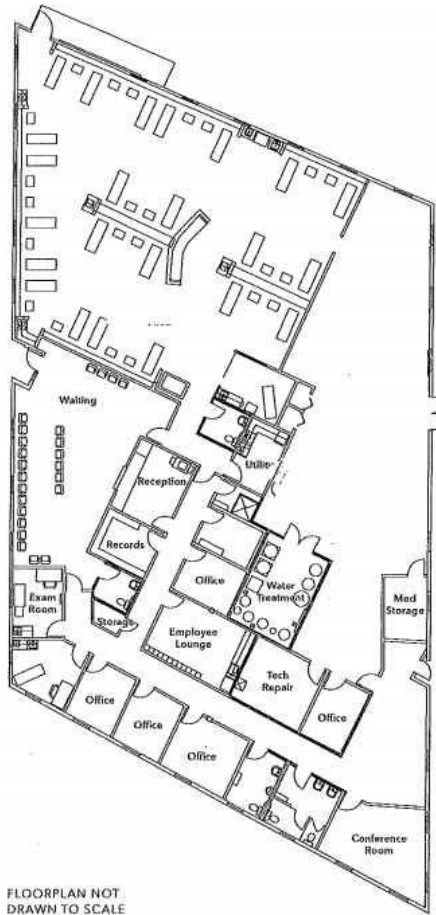 Waiting
Utilit
Reception
Records
Office
Water
Treatment
Med
Storage
Exam
Room
Storage
Employee
Lounge
Tech
Repair
Office
Office
Office
Office
Conference
Room
FLOORPLAN NOT
DRAWN TO SCALE